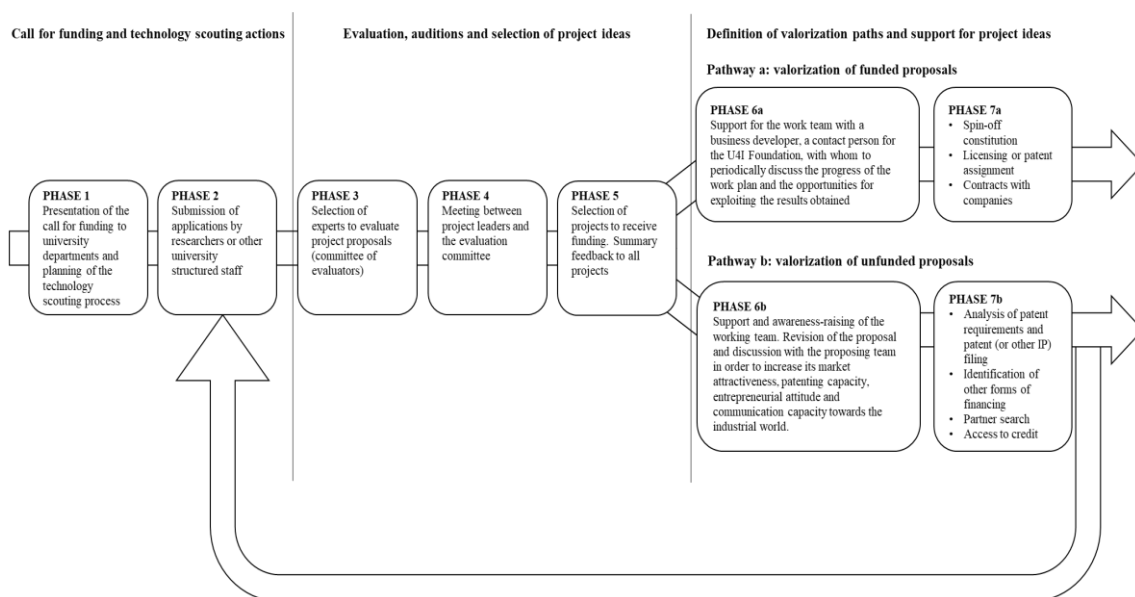 Call for funding and technology scouting actions
Evaluation, auditions and selection of project ideas
Definition of valorization paths and support for project ideas
PHASE 1
Presentation of the
call for funding to
university
departments and
planning of the
technology
scouting process
PHASE 2
Submission of
applications by
researchers or other
university
structured staff
PHASE 3
Selection of
experts to evaluate
project proposals
(committee of
evaluators)
PHASE 4
Meeting between
project leaders and
the evaluation
committee
PHASE 5
Selection of
projects to receive
funding. Summary
feedback to all
projects
Pathway a: valorization of funded proposals
PHASE 6a
Support for the work team with a
business developer, a contact person for
the U4I Foundation, with whom to
periodically discuss the progress of the
work plan and the opportunities for
exploiting the results obtained
PHASE 7a
• Spin-off
constitution
• Licensing or patent
assignment
• Contracts with
companies
Pathway b: valorization of unfunded proposals
PHASE 6b
Support and awareness-raising of the
working team. Revision of the proposal
and discussion with the proposing team
in order to increase its market
attractiveness, patenting capacity,
entrepreneurial attitude and
communication capacity towards the
industrial world.
PHASE 7b
• Analysis of patent
requirements and
patent (or other IP)
filing
• Identification of
other forms of
financing
• Partner search
• Access to credit